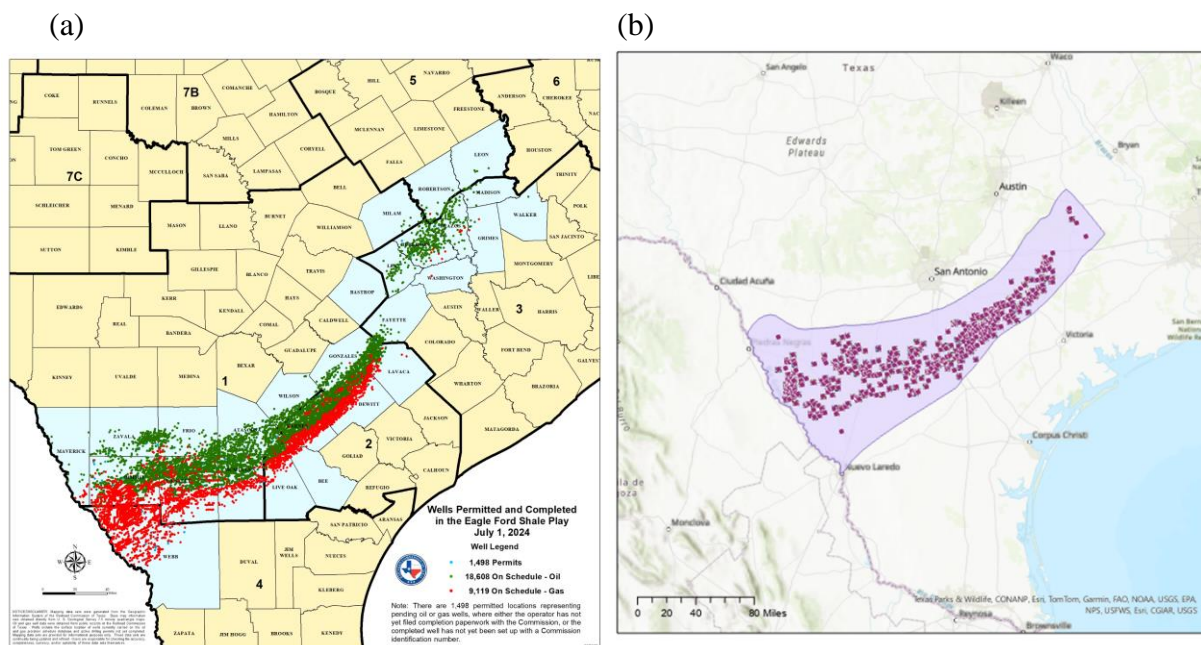 (a)
(b)
COKE
RUNNELS
COLEMAN
7B
BROWN
COMANCHE
HAMILTON
BOSQUE
HILL
5
NAVARRO
FREESTONE
ANDERSON
6
CHEROKEE
TOM GREEN
CONCHO
7C
MCCULLOCH
MILLS
SAN SABA
LAMPASAS
CORYELL
MCLENNAN
LIMESTONE
FALLS
LEON
HOUSTON
TRINITY
POLK
SCHLEICHER
MENARD
MASON
LLANO
BURNET
BELL
WILLIAMSON
MILAM
ROBERTSON
MADISON
WALKER
SAN JACINTO
GRIMES
SUTTON
KIMBLE
GILLESPIE
BLANCO
TRAVIS
BASTROP
WASHINGTON
MONTGOMERY
EDWARDS
KERR
KENDALL
HAYS
REAL
BANDERA
COMAL
CALDWELL
FAYETTE
AUSTIN
WALLER
3
HARRIS
GUADALUPE
GONZALES
COLORADO
FORT BEND
KINNEY
UVALDE
MEDINA
1
BEXAR
LAVACA
WHARTON
BRAZORIA
WILSON
DEWITT
JACKSON
MATAGORDA
MAVERICK
ZAVALA
FRIO
2
VICTORIA
GOLIAD
CALHOUN
LIVE OAK
BEE
REFUGIO
ARANSAS
SAN PATRICIO
WEBB
DUVAL
JIM WELLS
NUECES
KLEBERG
4
ZAPATA
JIM HOGG
BROOKS
KENEDY
Wells Permitted and Completed
in the Eagle Ford Shale Play
July 1, 2024
Well Legend
1,498 Permits
18,608 On Schedule - Oil
9,119 On Schedule - Gas
Note: There are 1,498 permitted locations representing
pending oil or gas wells, where either the operator has not
yet filed completion paperwork with the Commission, or the
completed well has not yet been set up with a Commission
identification number.
San Angelo
Texas
Waco
Killeen
Edwards
Plateau
Bryan
Austin
Ciudad Acuña
San Antonio
Piedras Negras
Victoria
San Bern
National
Wildlife Re
Corpus Christi
Nuevo Laredo
Monclova
0
20
40
80 Miles
Reynosa
Brownsville
Texas Parks & Wildlife, CONANP, Esri, TomTom, Garmin, FAO, NOAA, USGS, EPA,
NPS, USFWS, Esri, CGIAR, USGS